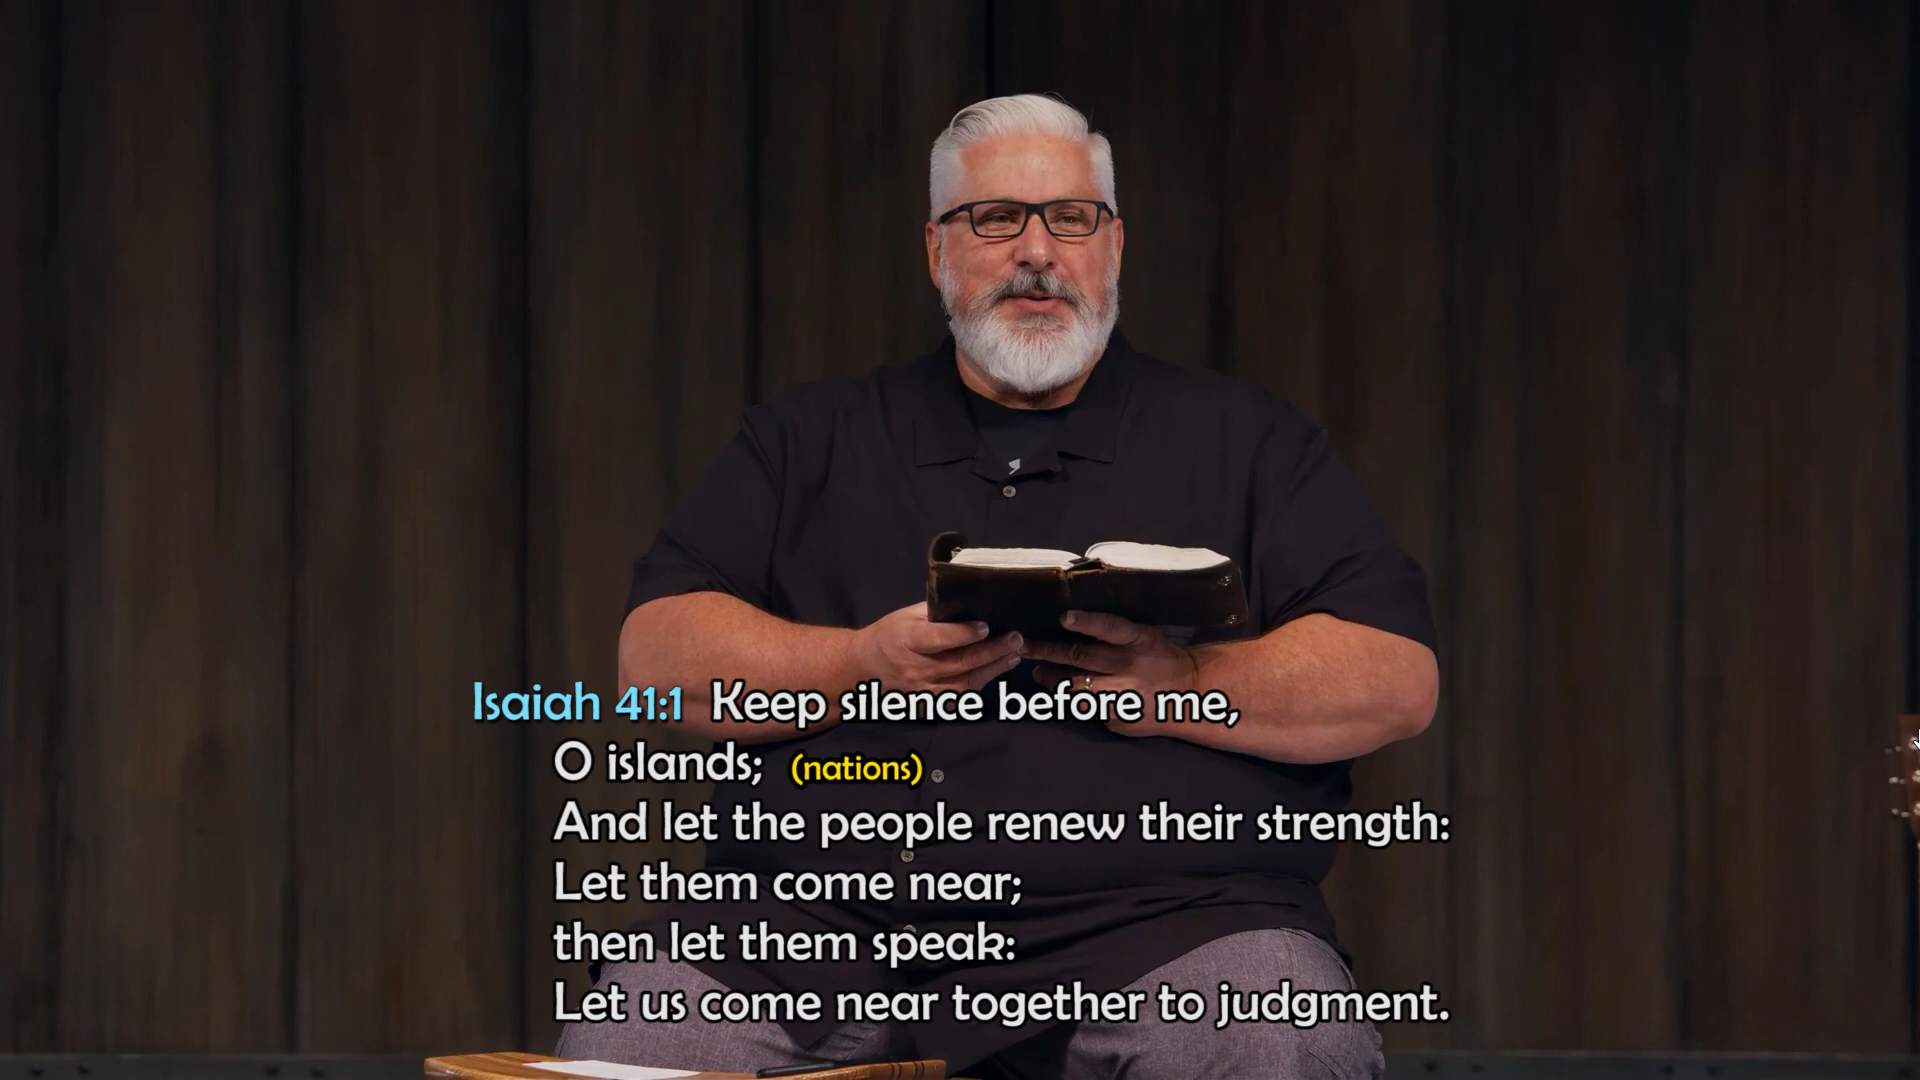 Isaiah 41:1 Keep silence before me,
O islands; (nations)
And let the people renew their strength:
Let them come near;
then let them speak:
Let us come near together to judgment.